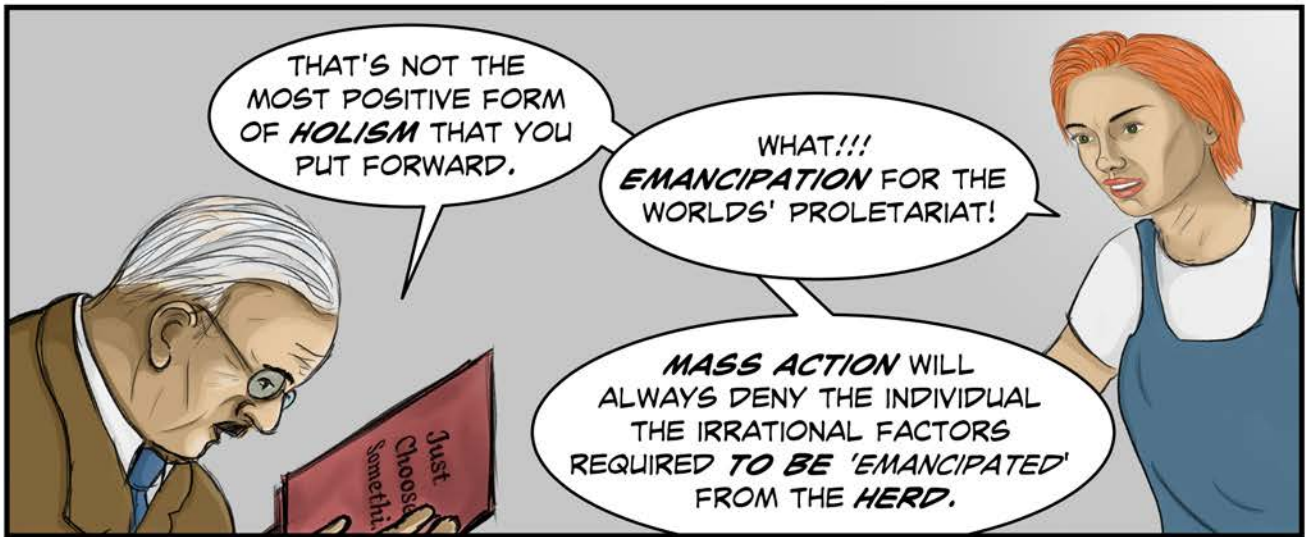 THAT'S NOT THE
MOST POSITIVE FORM
OF HOLISM THAT YOU
PUT FORWARD.
WHAT!!!
EMANCIPATION FOR THE
WORLDS' PROLETARIAT!
MASS ACTION WILL
ALWAYS DENY THE INDIVIDUAL
THE IRRATIONAL FACTORS
REQUIRED TO BE 'EMANCIPATED'
FROM THE HERD.
Just
Choose
Somethi